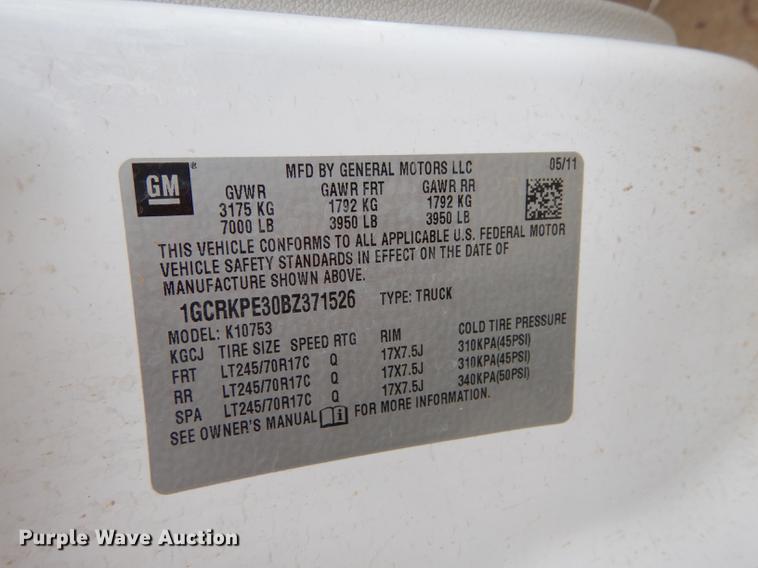 GM
MFD BY GENERAL MOTORS LLC 05/11
GVWR GAWR FRT GAWR RR
3175 KG 1792 KG 1792 KG
7000 LB 3950 LB 3950 LB
THIS VEHICLE CONFORMS TO ALL APPLICABLE U.S. FEDERAL MOTOR
VEHICLE SAFETY STANDARDS IN EFFECT ON THE DATE OF
MANUFACTURE SHOWN ABOVE.
1GCRKPE30BZ371526 TYPE: TRUCK
MODEL: K10753
KGCJ TIRE SIZE SPEED RTG RIM COLD TIRE PRESSURE
FRT LT245/70R17C Q 17X7.5J 310KPA(45PSI)
RR LT245/70R17C Q 17X7.5J 310KPA(45PSI)
SPA LT245/70R17C Q 17X7.5J 340KPA(50PSI)
SEE OWNER'S MANUAL i FOR MORE INFORMATION.
Purple Wave Auction